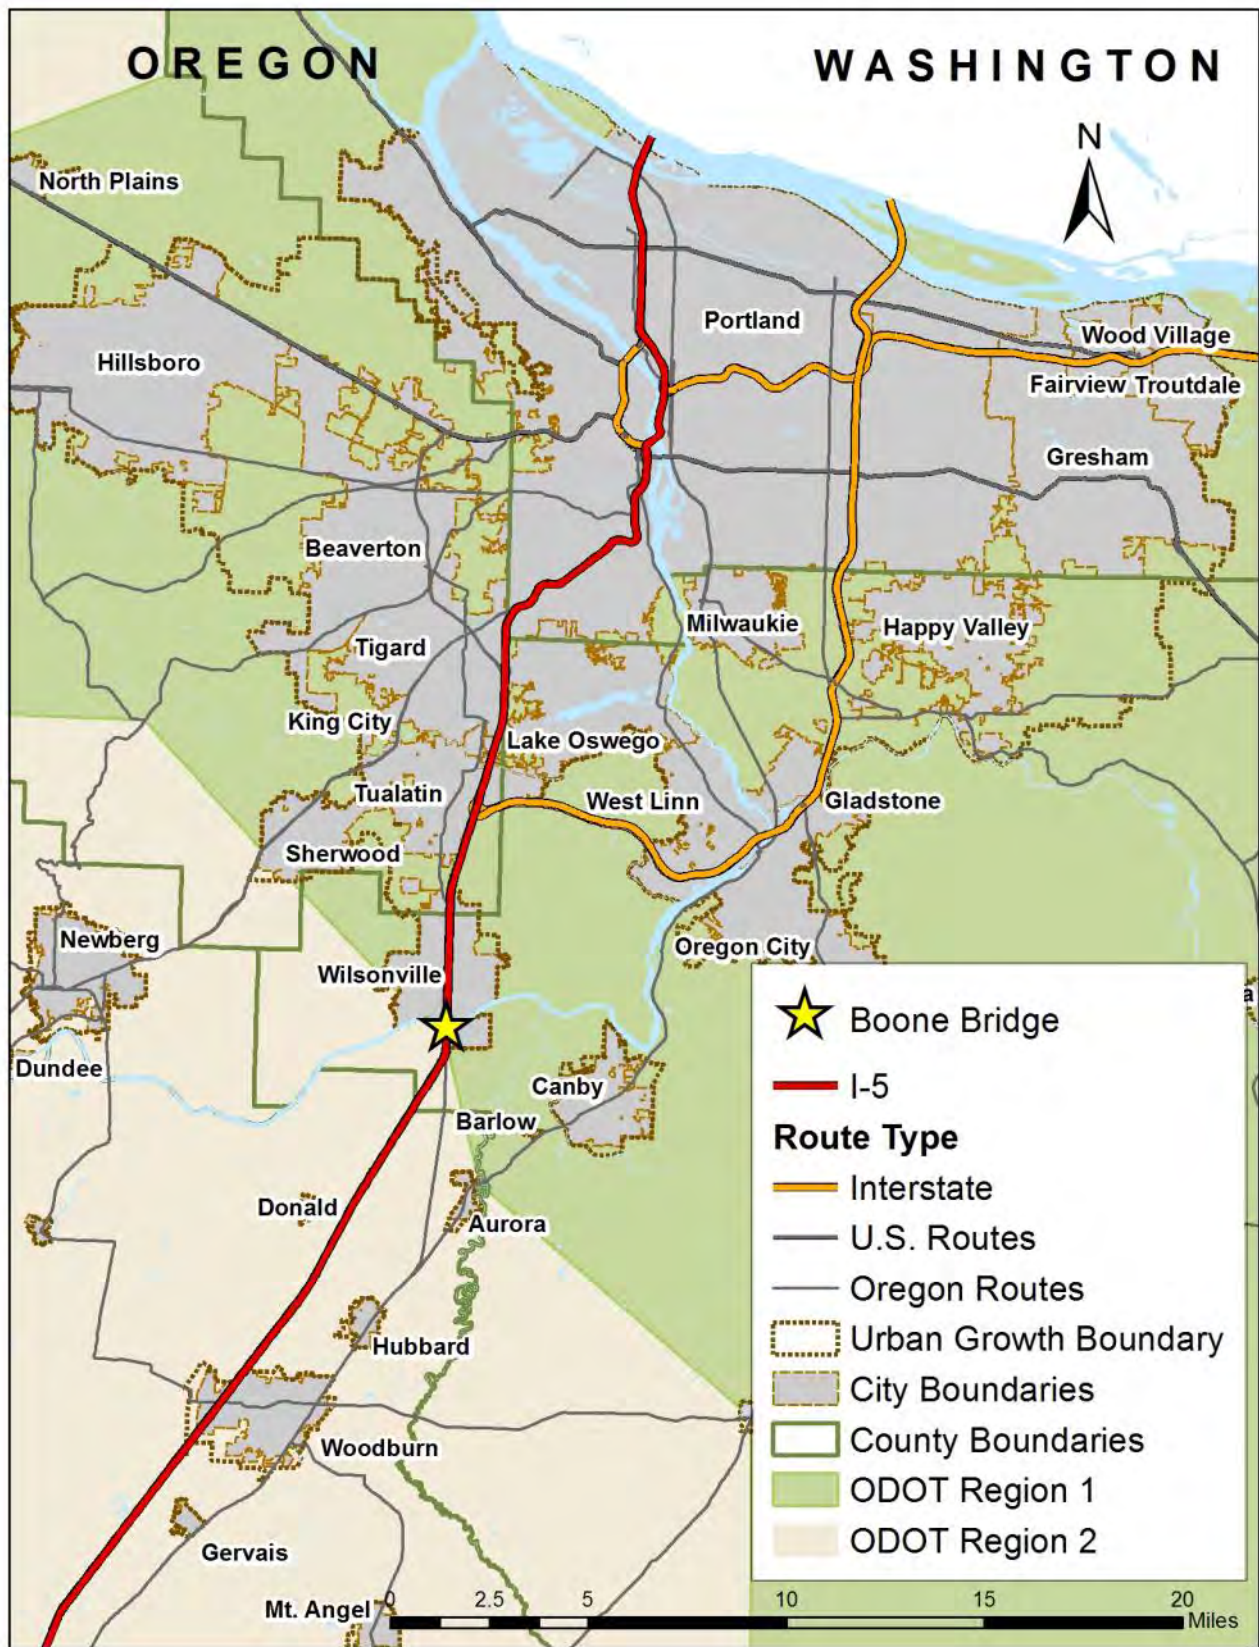 OREGON
WASHINGTON
N
North Plains
Portland
Wood Village
Hillsboro
Fairview Troutdale
Gresham
Beaverton
Milwaukie
Happy Valley
Tigard
King City
Lake Oswego
Tualatin
West Linn
Gladstone
Sherwood
Newberg
Oregon City
Wilsonville
a
Dundee
Canby
Barlow
Donald
Aurora
Hubbard
Woodburn
Gervais
Mt. Angel
Boone Bridge
I-5
Route Type
Interstate
U.S. Routes
Oregon Routes
Urban Growth Boundary
City Boundaries
County Boundaries
ODOT Region 1
ODOT Region 2
0 2.5 5 10 15 20
Miles